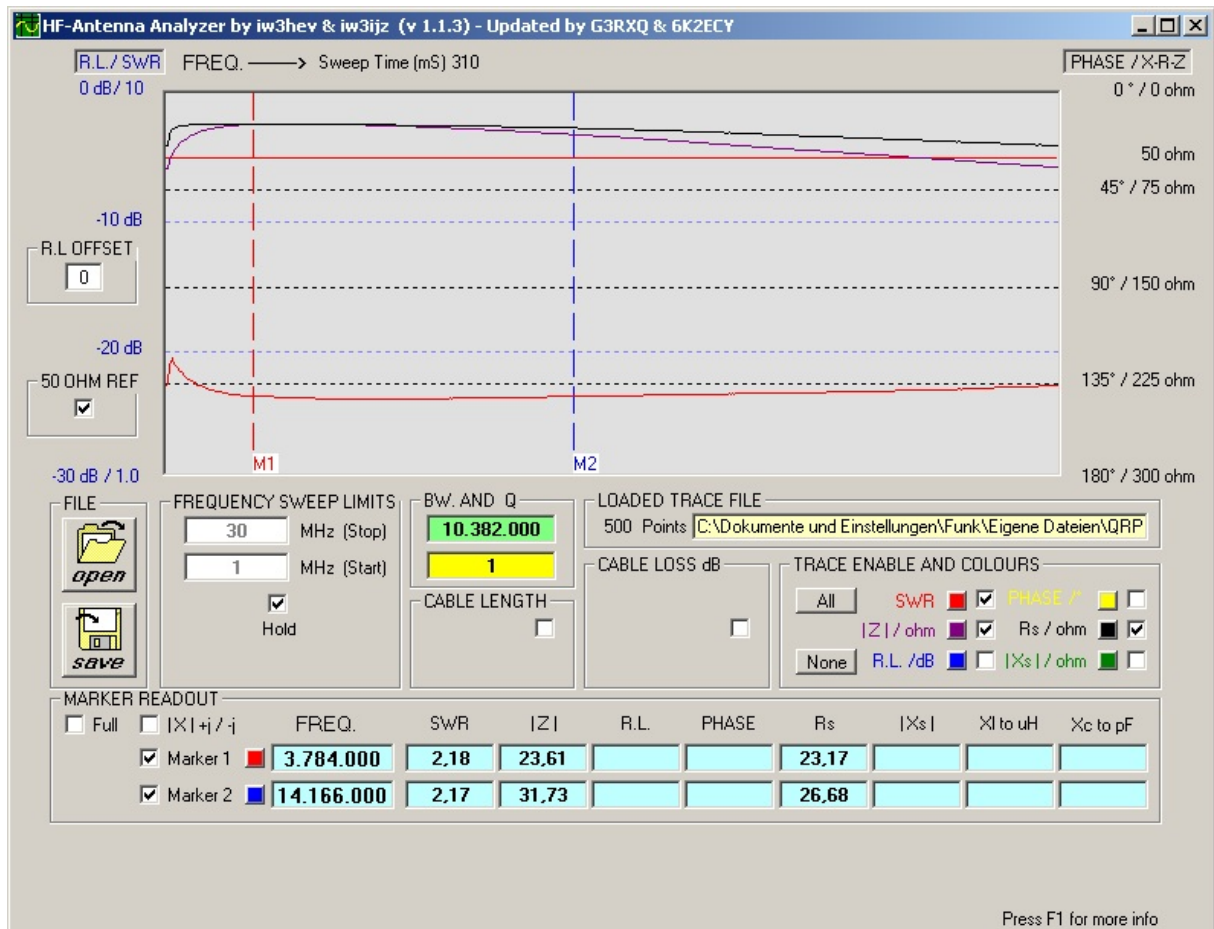 HF-Antenna Analyzer by iw3hev & iw3ijz (v 1.1.3) - Updated by G3RXQ & 6K2ECY
R.L./ SWR FREQ. ——> Sweep Time (mS) 310 PHASE / X-R-Z
0 dB/ 10 0 ° / 0 ohm
50 ohm
45° / 75 ohm
-10 dB
R.L OFFSET
0
90° / 150 ohm
-20 dB
50 OHM REF
135° / 225 ohm
M1 M2
-30 dB / 1.0 180° / 300 ohm
FILE
open
save
FREQUENCY SWEEP LIMITS
30 MHz (Stop)
1 MHz (Start)
Hold
BW. AND Q
10.382.000
1
CABLE LENGTH
LOADED TRACE FILE
500 Points C:\Dokumente und Einstellungen\Funk\Eigene Dateien\QRP
CABLE LOSS dB
TRACE ENABLE AND COLOURS
All SWR PHASE /°
|Z| / ohm Rs / ohm
None R.L. /dB |Xs| / ohm
MARKER READOUT
Full |X| +j / -j FREQ. SWR |Z| R.L. PHASE Rs |Xs| Xl to uH Xc to pF
Marker 1 3.784.000 2,18 23,61 23,17
Marker 2 14.166.000 2,17 31,73 26,68
Press F1 for more info